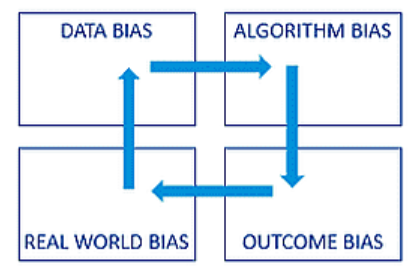 DATA BIAS
ALGORITHM BIAS
REAL WORLD BIAS
OUTCOME BIAS